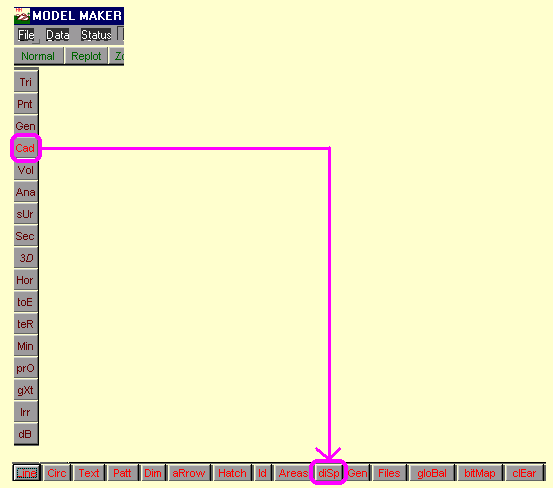 MODEL MAKER
File Data Status
Normal Replot
Tri
Pnt
Gen
Cad
Vol
Ana
sUr
Sec
3D
Hor
toE
teR
Min
prO
gXt
Irr
dB
Line Circ Text Patt Dim aRrow Hatch Id Areas diSp Gen Files gloBal bitMap clEar